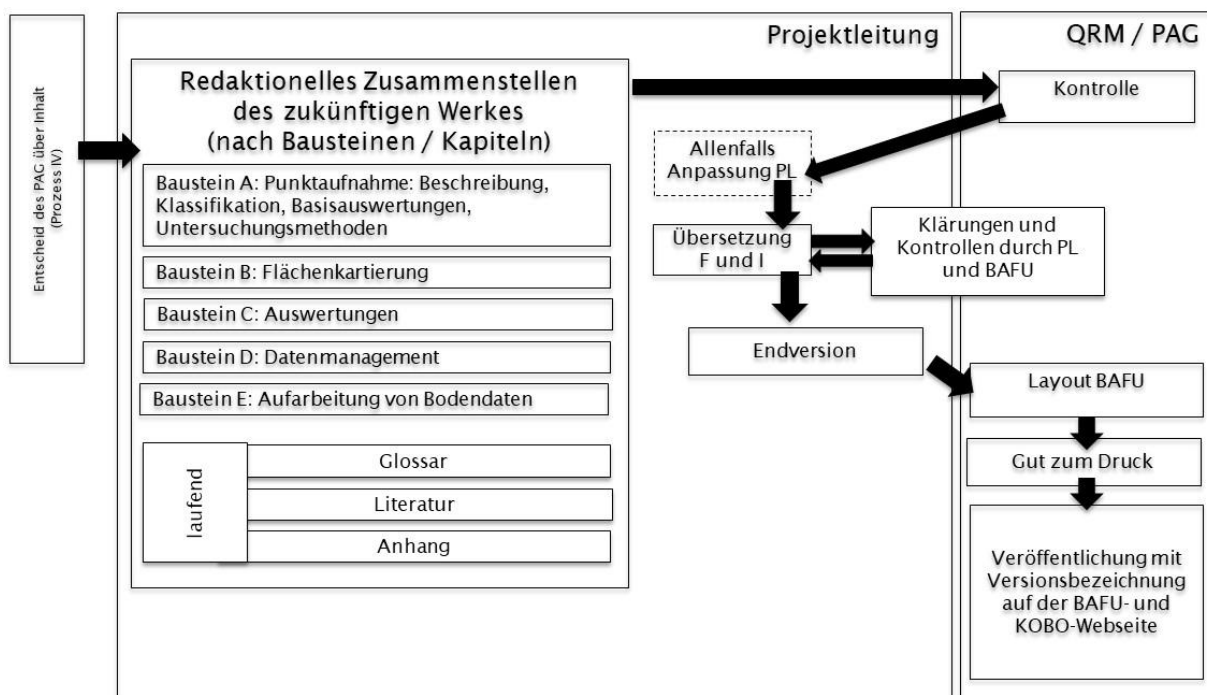 Entscheid des PAG über Inhalt
(Prozess IV)
Projektleitung
Redaktionelles Zusammenstellen
des zukünftigen Werkes
(nach Bausteinen / Kapiteln)
Baustein A: Punktaufnahme: Beschreibung,
Klassifikation, Basisauswertungen,
Untersuchungsmethoden
Baustein B: Flächenkartierung
Baustein C: Auswertungen
Baustein D: Datenmanagement
Baustein E: Aufarbeitung von Bodendaten
laufend
Glossar
Literatur
Anhang
Allenfalls
Anpassung PL
Übersetzung
F und I
Endversion
QRM / PAG
Kontrolle
Klärungen und
Kontrollen durch PL
und BAFU
Layout BAFU
Gut zum Druck
Veröffentlichung mit
Versionsbezeichnung
auf der BAFU- und
KOBO-Webseite